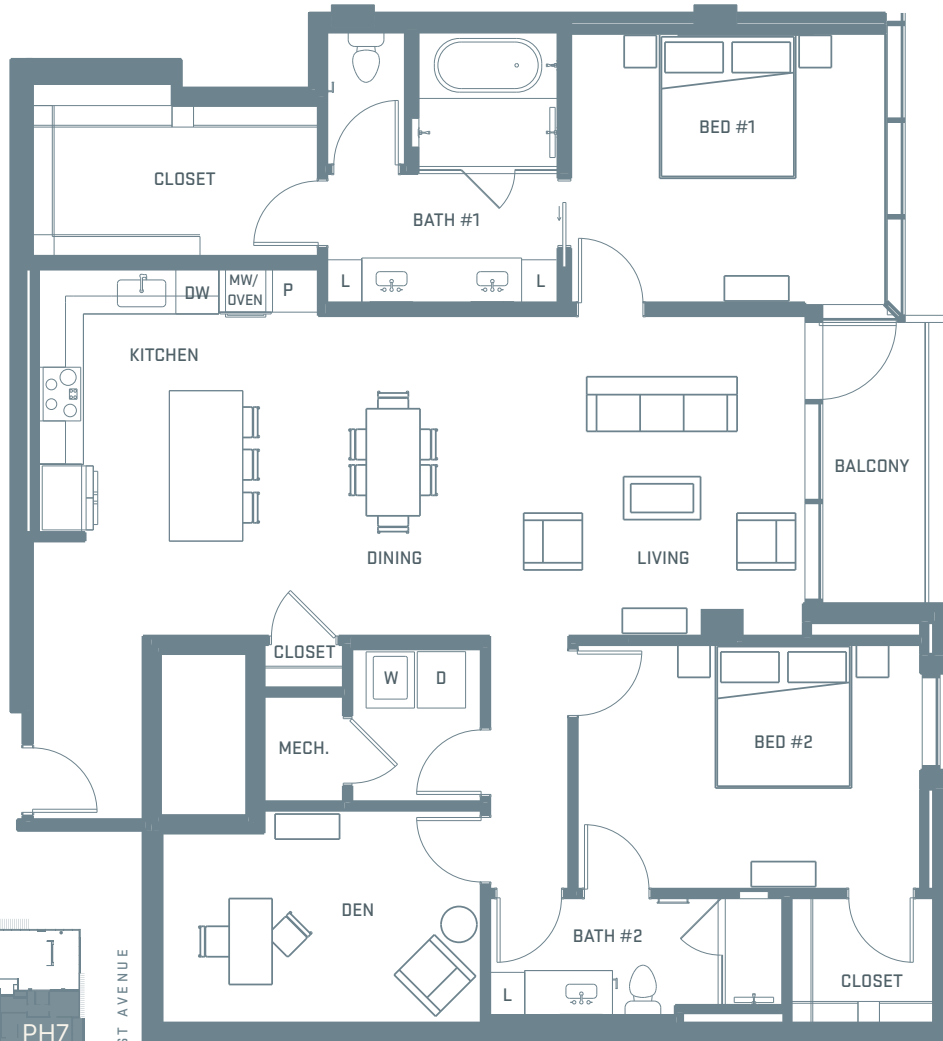 BED #1
CLOSET
BATH #1
L
L
DW
MW/
OVEN
P
KITCHEN
BALCONY
DINING
LIVING
CLOSET
W
D
MECH.
BED #2
DEN
BATH #2
L
CLOSET
AVENUE
PH7